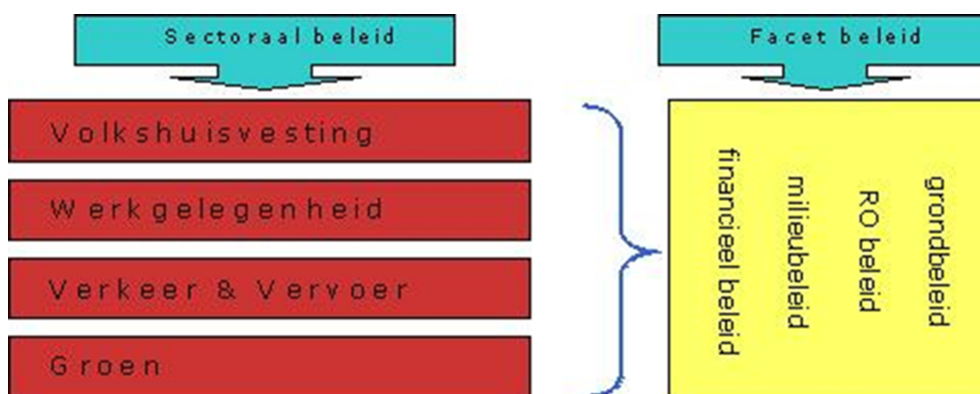 Sectoraal beleid
Facet beleid
Volkshuisvesting
Werkgelegenheid
Verkeer & Vervoer
Groen
financieel beleid
milieubeleid
RO beleid
grondbeleid